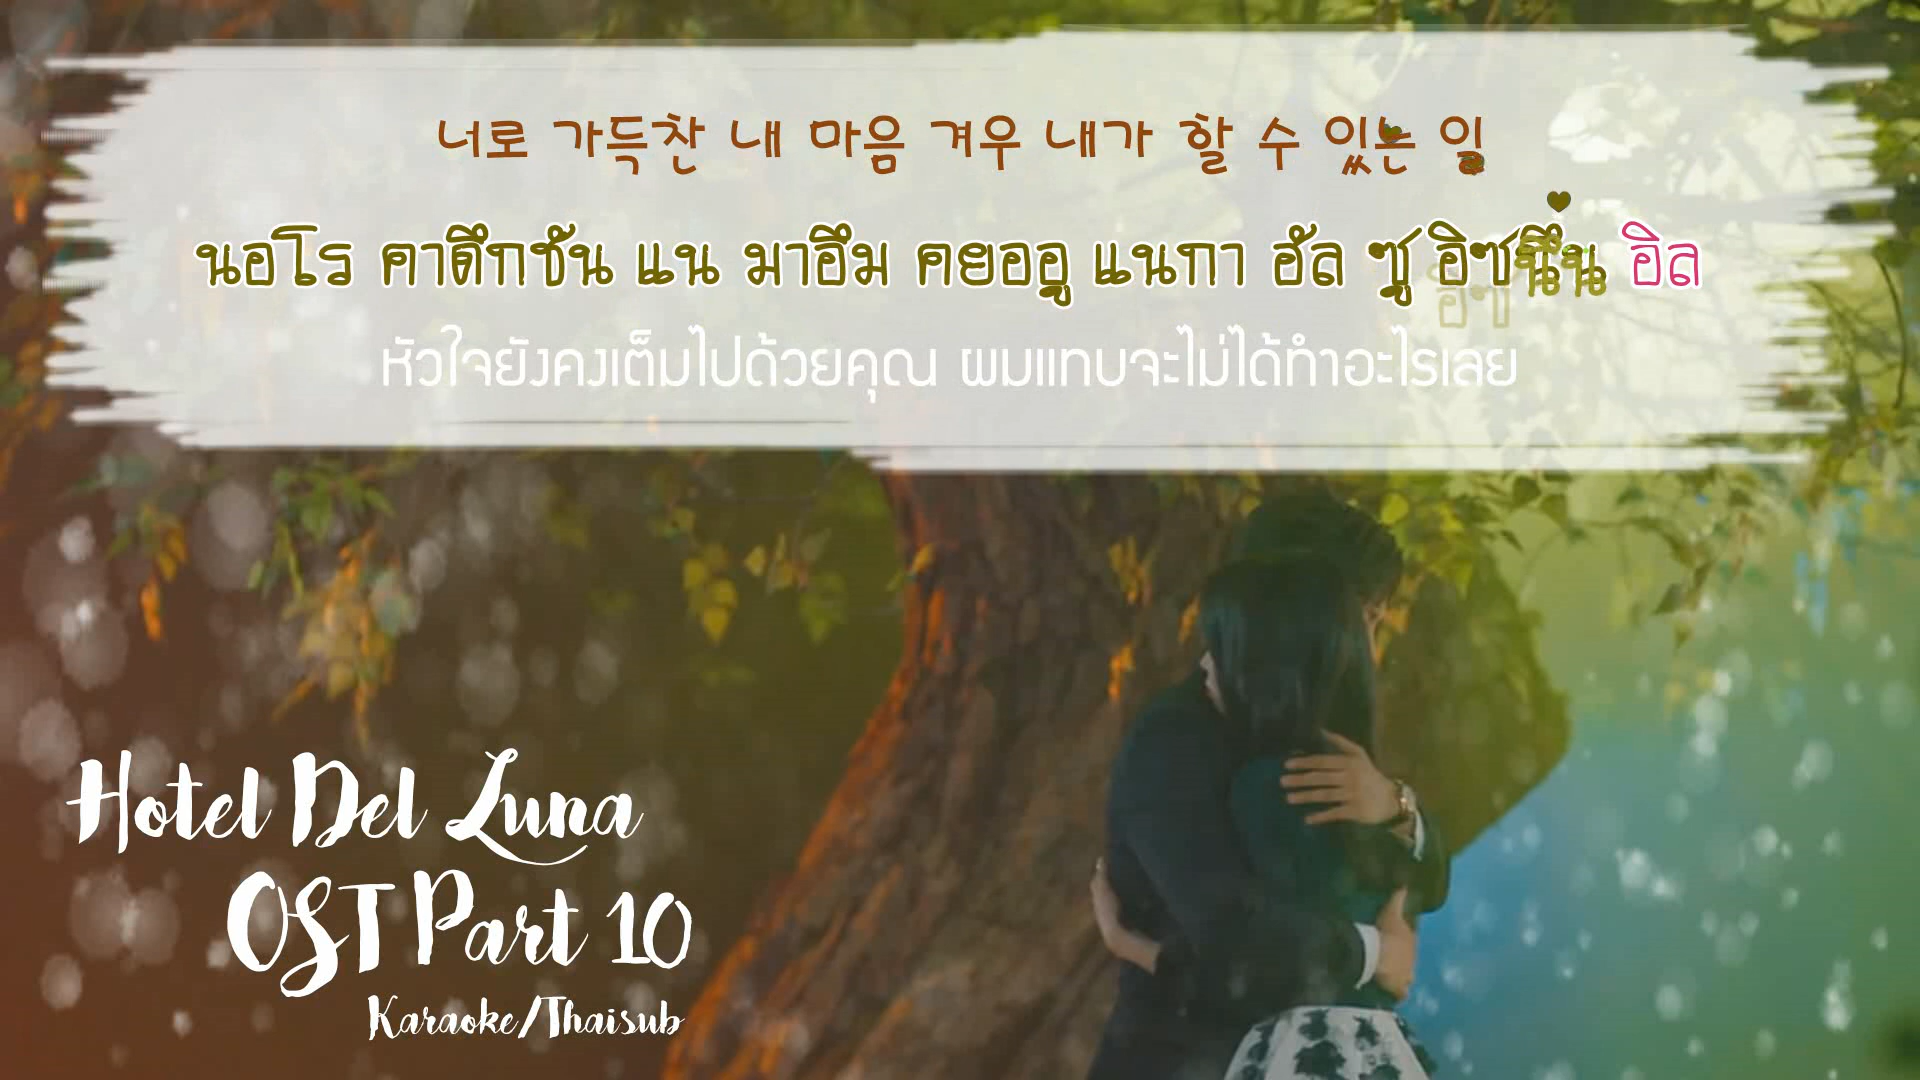 너로 가득찬 내 마음 겨우 내가 할 수 있는 일
นอโร คาดึกชัน แน มาอึม คยออู แนกา ฮัล ซู อิซนึ่น อิล
หัวใจยังคงเต็มไปด้วยคุณ ผมแทบจะไม่ได้ทำอะไรเลย
Hotel Del Luna
OST Part 10
Karaoke/Thaisub